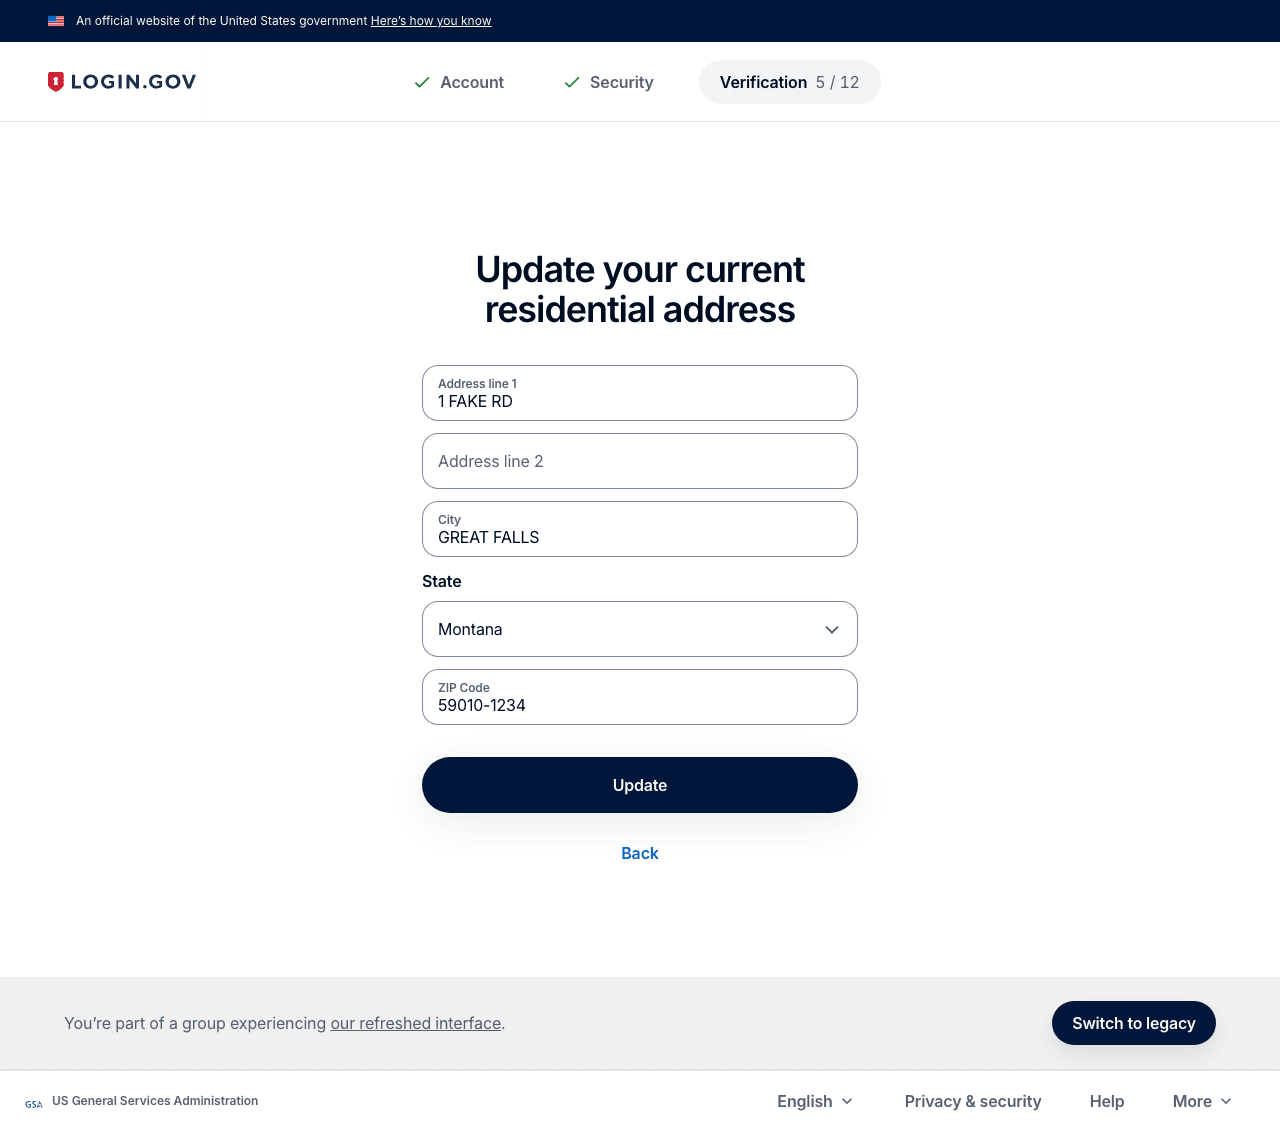 An official website of the United States government Here’s how you know
LOGIN.GOV
Account
Security
Verification 5 / 12
Update your current
residential address
Address line 1
1 FAKE RD
Address line 2
City
GREAT FALLS
State
Montana
ZIP Code
59010-1234
Update
Back
You’re part of a group experiencing our refreshed interface.
Switch to legacy
GSA
US General Services Administration
English
Privacy & security
Help
More